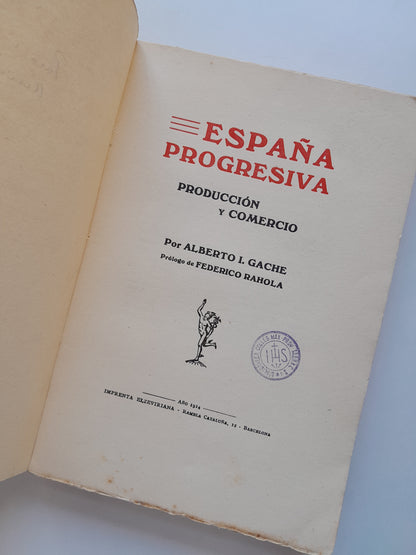 ESPAÑA
PROGRESIVA
PRODUCCIÓN
Y COMERCIO
Por ALBERTO I. GACHE
Prólogo de FEDERICO RAHOLA
IHS
Año 1914
IMPRENTA ELZEVIRIANA - RAMBLA CATALUÑA, 12 - BARCELONA